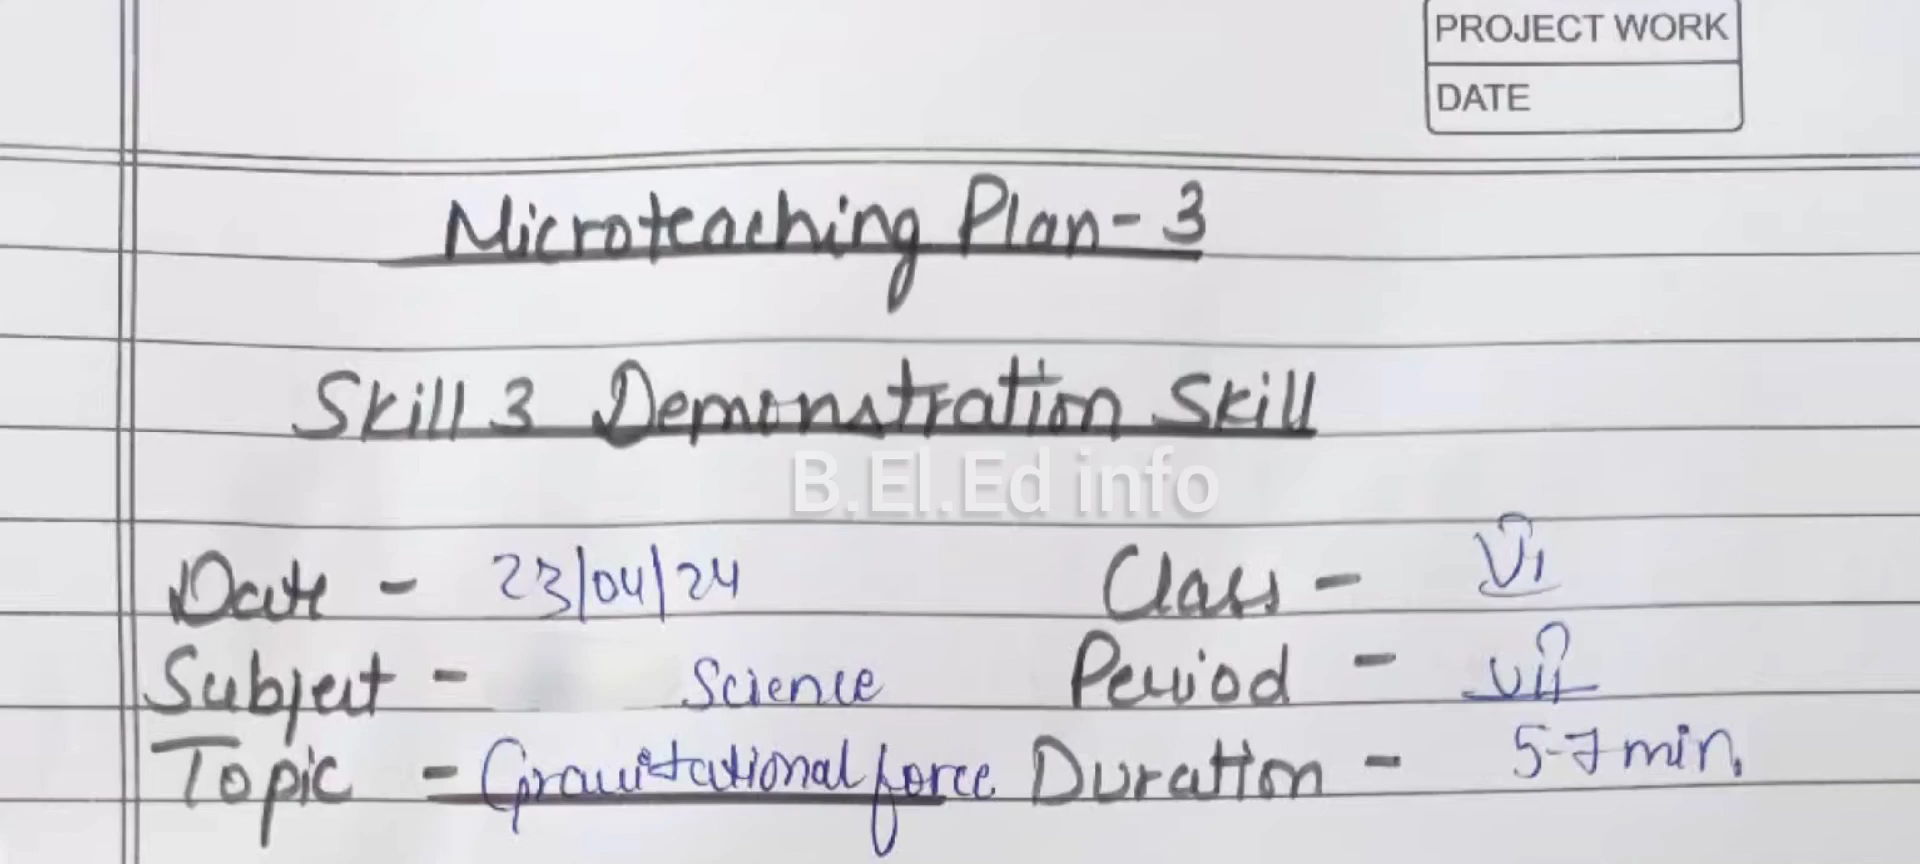 PROJECT WORK
DATE
Microteaching Plan - 3
Skill 3 Demonstration Skill
B.El.Ed info
Date - 23/04/24 Class - VI
Subject - Science Period - VII
Topic - Gravitational force Duration - 5-7 min.